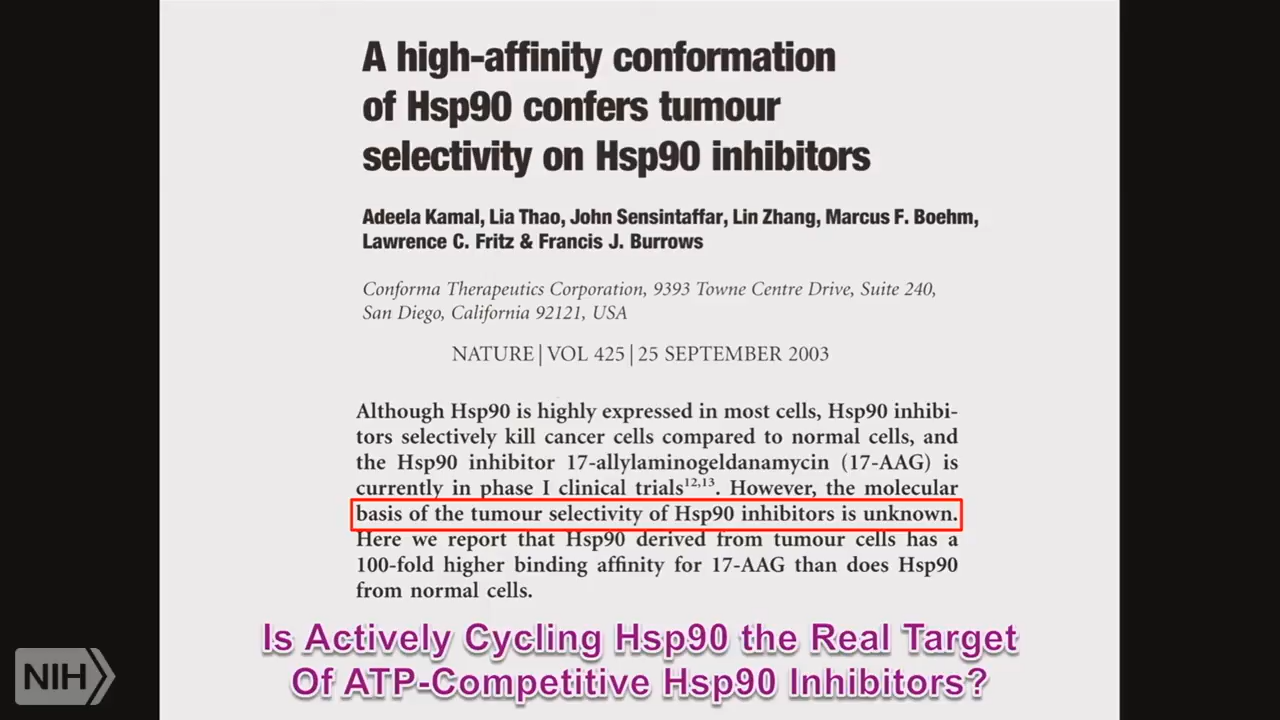 A high-affinity conformation
of Hsp90 confers tumour
selectivity on Hsp90 inhibitors
Adeela Kamal, Lia Thao, John Sensintaffar, Lin Zhang, Marcus F. Boehm,
Lawrence C. Fritz & Francis J. Burrows
Conforma Therapeutics Corporation, 9393 Towne Centre Drive, Suite 240,
San Diego, California 92121, USA
NATURE | VOL 425 | 25 SEPTEMBER 2003
Although Hsp90 is highly expressed in most cells, Hsp90 inhibi-
tors selectively kill cancer cells compared to normal cells, and
the Hsp90 inhibitor 17-allylaminogeldanamycin (17-AAG) is
currently in phase I clinical trials12,13. However, the molecular
basis of the tumour selectivity of Hsp90 inhibitors is unknown.
Here we report that Hsp90 derived from tumour cells has a
100-fold higher binding affinity for 17-AAG than does Hsp90
from normal cells.
Is Actively Cycling Hsp90 the Real Target
Of ATP-Competitive Hsp90 Inhibitors?
NIH